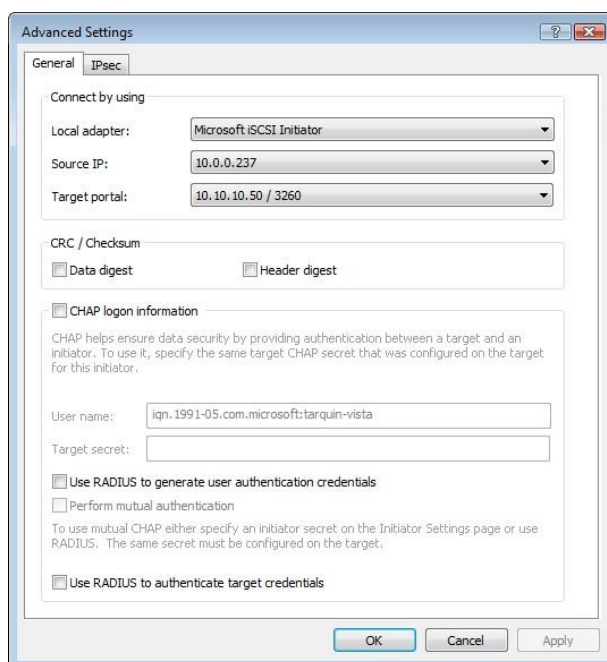 Advanced Settings
General IPsec
Connect by using
Local adapter: Microsoft iSCSI Initiator
Source IP: 10.0.0.237
Target portal: 10.10.10.50 / 3260
CRC / Checksum
Data digest Header digest
CHAP logon information
CHAP helps ensure data security by providing authentication between a target and an
initiator. To use it, specify the same target CHAP secret that was configured on the target
for this initiator.
User name: iqn.1991-05.com.microsoft:tarquin-vista
Target secret:
Use RADIUS to generate user authentication credentials
Perform mutual authentication
To use mutual CHAP either specify an initiator secret on the Initiator Settings page or use
RADIUS. The same secret must be configured on the target.
Use RADIUS to authenticate target credentials
OK Cancel Apply